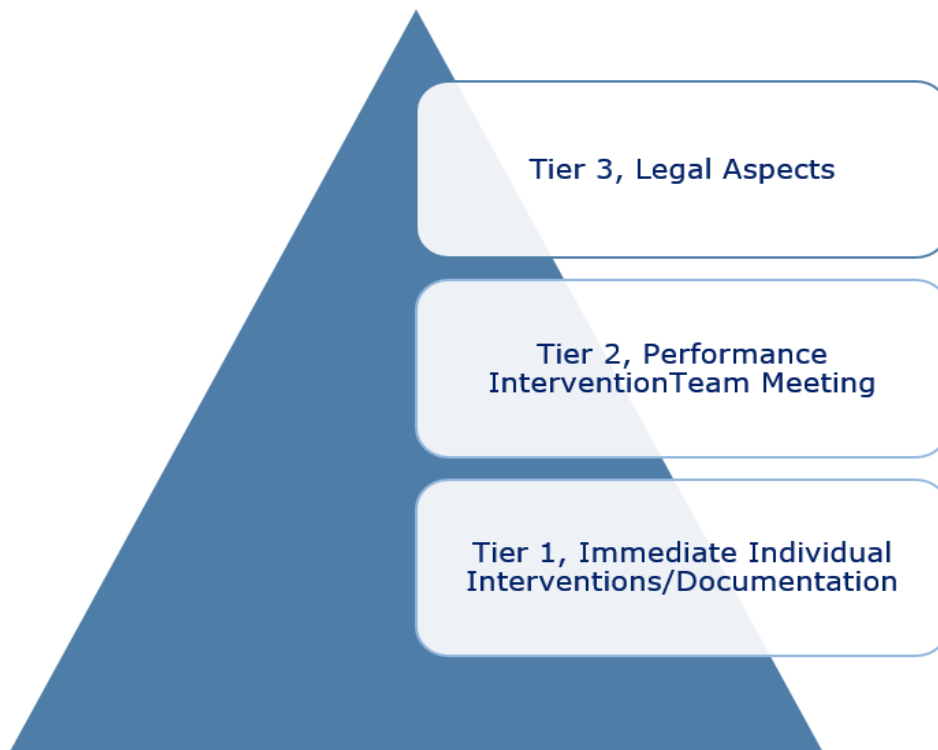 Tier 3, Legal Aspects
Tier 2, Performance
InterventionTeam Meeting
Tier 1, Immediate Individual
Interventions/Documentation